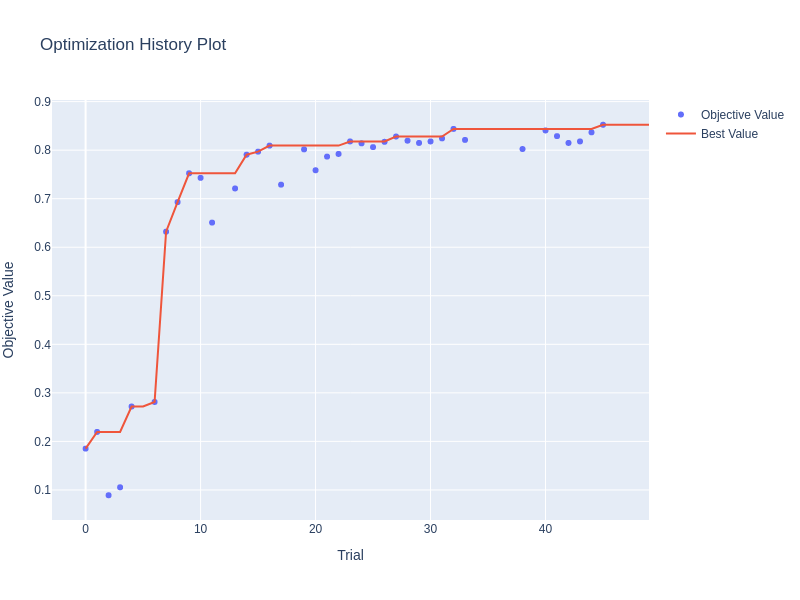 Optimization History Plot
Objective Value
Best Value
0.9
0.8
0.7
0.6
0.5
0.4
0.3
0.2
0.1
Objective Value
0 10 20 30 40
Trial